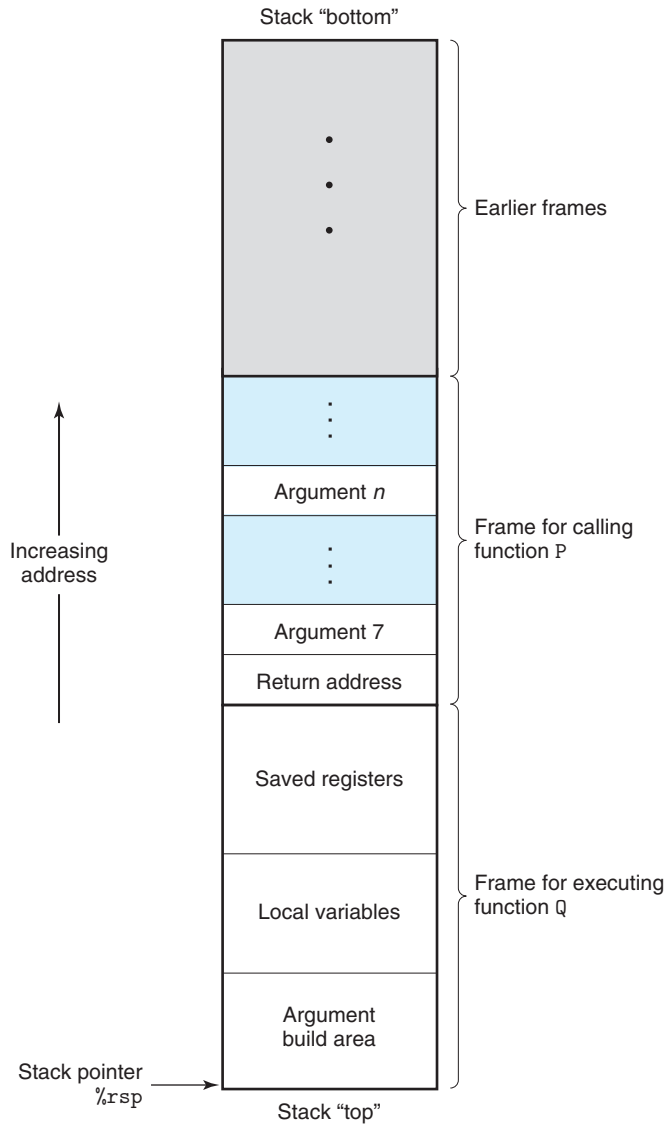 Stack “bottom”
Earlier frames
Increasing
address
Argument n
Frame for calling
function P
Argument 7
Return address
Saved registers
Local variables
Frame for executing
function Q
Argument
build area
Stack pointer
%rsp
Stack “top”